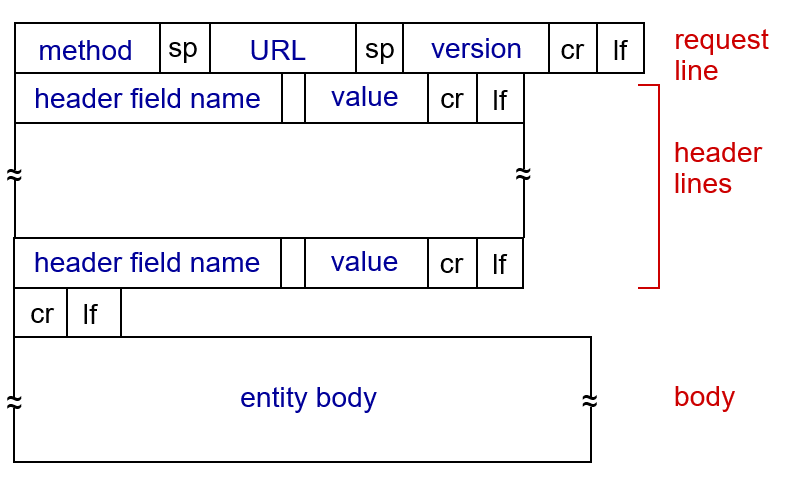 method sp URL sp version cr lf
request
line
header field name value cr lf
header
lines
≈ ≈
header field name value cr lf
cr lf
≈ entity body ≈
body